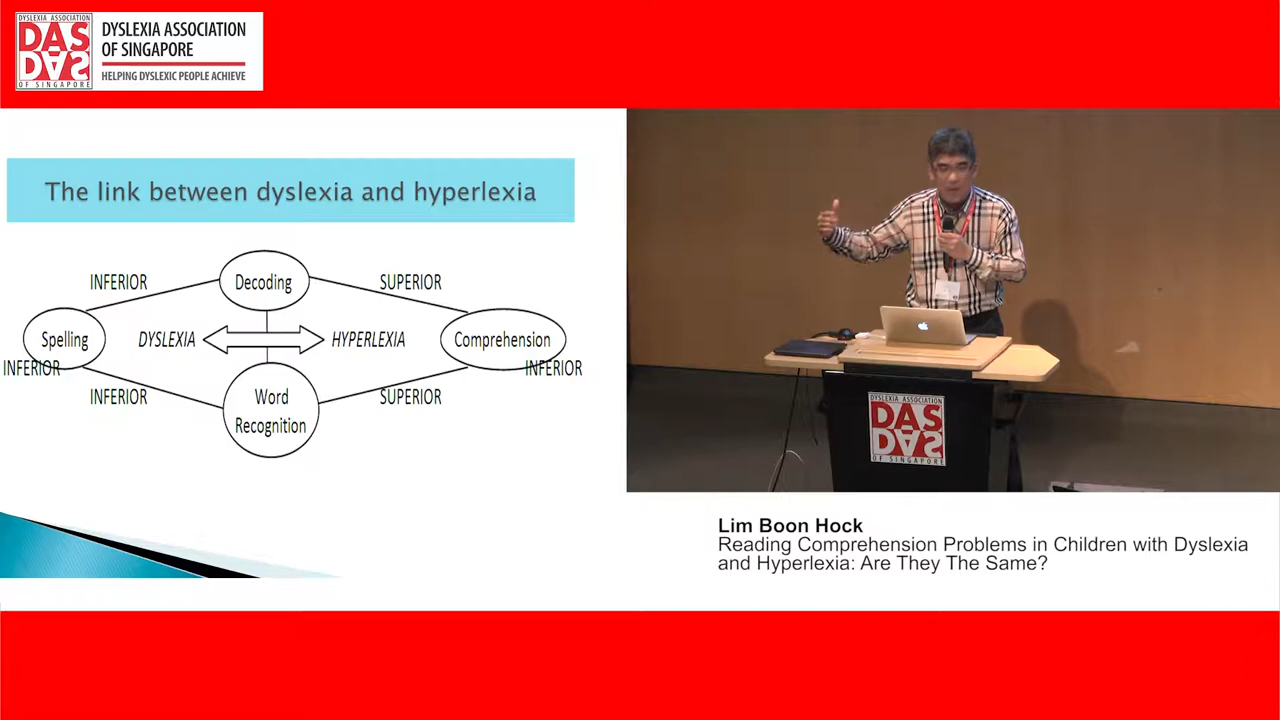 DYSLEXIA ASSOCIATION
DAS
DAS
OF SINGAPORE
DYSLEXIA ASSOCIATION
OF SINGAPORE
HELPING DYSLEXIC PEOPLE ACHIEVE
The link between dyslexia and hyperlexia
INFERIOR
Decoding
SUPERIOR
Spelling
DYSLEXIA
HYPERLEXIA
Comprehension
INFERIOR
INFERIOR
INFERIOR
Word
Recognition
SUPERIOR
DYSLEXIA ASSOCIATION
DAS
DAS
OF SINGAPORE
Lim Boon Hock
Reading Comprehension Problems in Children with Dyslexia
and Hyperlexia: Are They The Same?